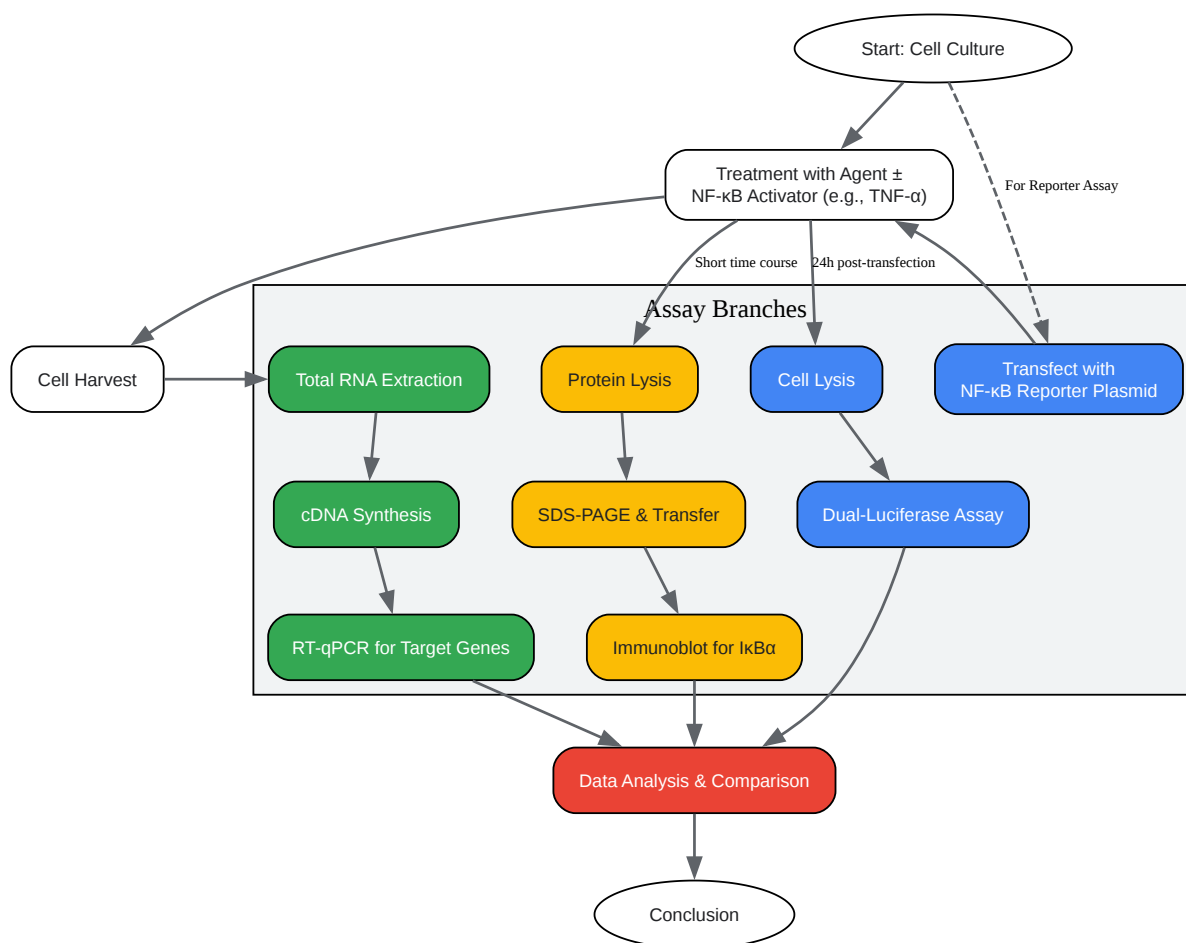 Start: Cell Culture
Treatment with Agent ±
NF-κB Activator (e.g., TNF-α)
For Reporter Assay
Short time course
24h post-transfection
Assay Branches
Cell Harvest
Total RNA Extraction
Protein Lysis
Cell Lysis
Transfect with
NF-κB Reporter Plasmid
cDNA Synthesis
SDS-PAGE & Transfer
Dual-Luciferase Assay
RT-qPCR for Target Genes
Immunoblot for IκBα
Data Analysis & Comparison
Conclusion